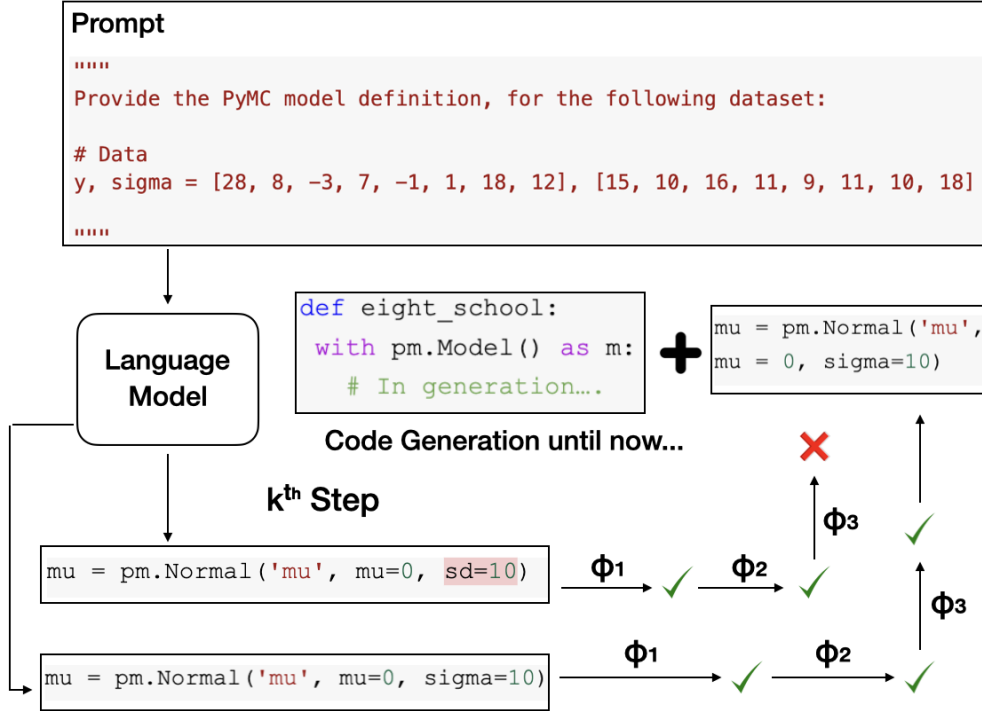 Prompt
"""
Provide the PyMC model definition, for the following dataset:
# Data
y, sigma = [28, 8, -3, 7, -1, 1, 18, 12], [15, 10, 16, 11, 9, 11, 10, 18]
"""
Language
Model
def eight_school:
with pm.Model() as m:
# In generation….
mu = pm.Normal('mu',
mu = 0, sigma=10)
Code Generation until now...
kth Step
mu = pm.Normal('mu', mu=0, sd=10)
Φ1
Φ2
Φ3
mu = pm.Normal('mu', mu=0, sigma=10)
Φ1
Φ2
Φ3